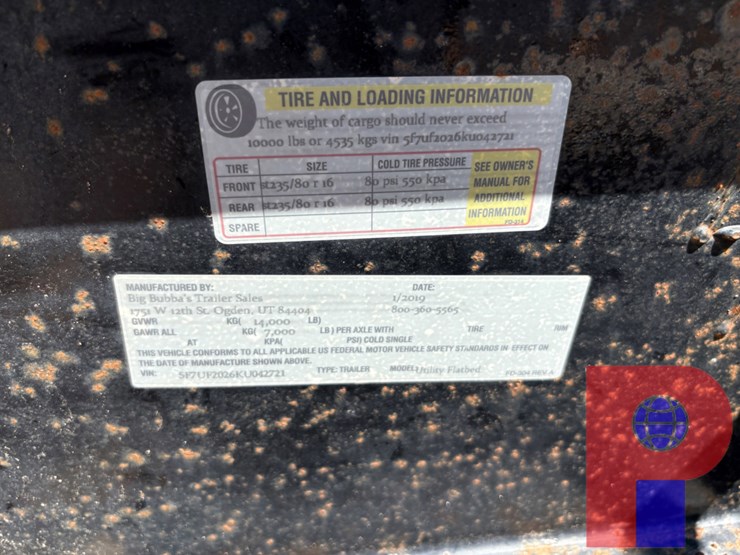 TIRE AND LOADING INFORMATION
The weight of cargo should never exceed
10000 lbs or 4535 kgs vin 5f7uf2026ku042721
TIRE SIZE COLD TIRE PRESSURE SEE OWNER'S MANUAL FOR ADDITIONAL INFORMATION
FRONT st235/80 r 16 80 psi 550 kpa
REAR st235/80 r 16 80 psi 550 kpa
SPARE
MANUFACTURED BY: DATE:
Big Bubba's Trailer Sales 1/2019
1751 W 12th St. Ogden, UT 84404 800-360-5565
GVWR KG( 14,000 LB)
GAWR ALL KG( 7,000 LB) PER AXLE WITH TIRE RIM
AT KPA( PSI) COLD SINGLE
THIS VEHICLE CONFORMS TO ALL APPLICABLE US FEDERAL MOTOR VEHICLE SAFETY STANDARDS IN EFFECT ON
THE DATE OF MANUFACTURE SHOWN ABOVE.
VIN: 5F7UF2026KU042721 TYPE: TRAILER MODEL: Utility Flatbed PD-304 REV A
P